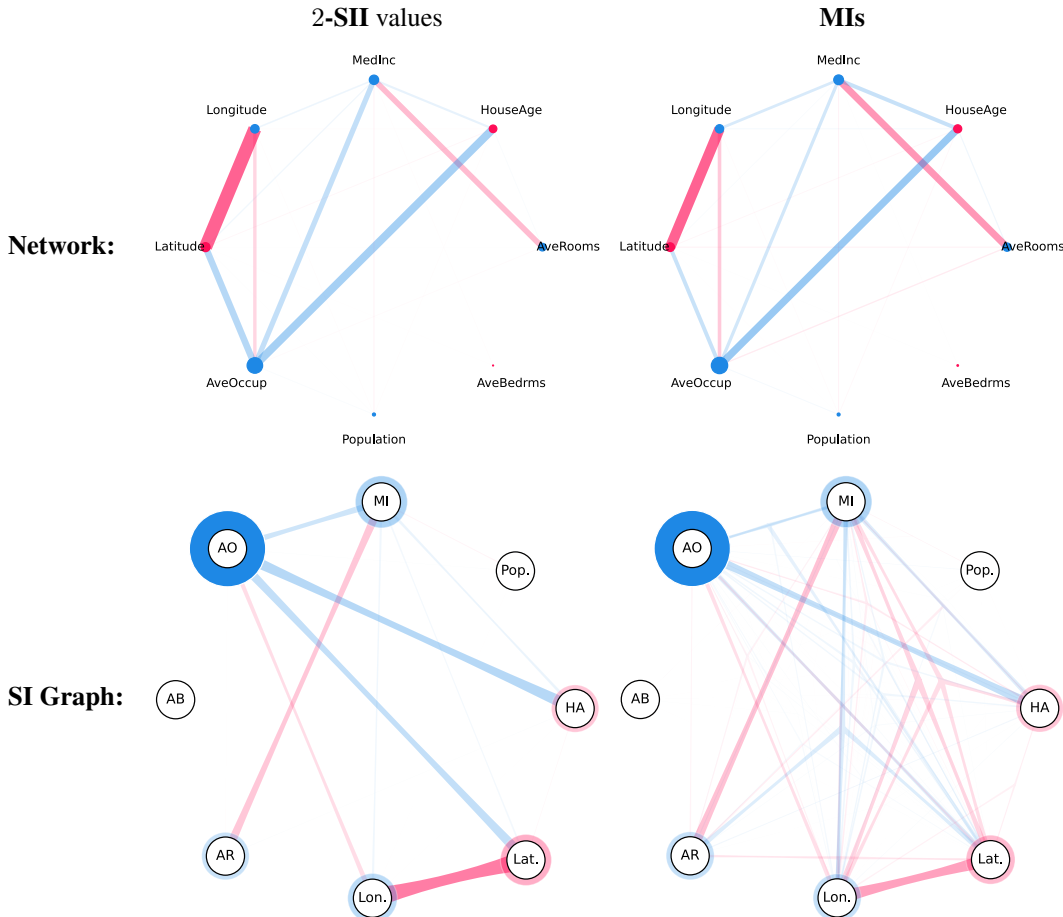 2-SII values
MIs
Network:
MedInc
Longitude
HouseAge
Latitude
AveRooms
AveOccup
AveBedrms
Population
MedInc
Longitude
HouseAge
Latitude
AveRooms
AveOccup
AveBedrms
Population
SI Graph:
MI
AO
Pop.
AB
HA
AR
Lat.
Lon.
MI
AO
Pop.
AB
HA
AR
Lat.
Lon.